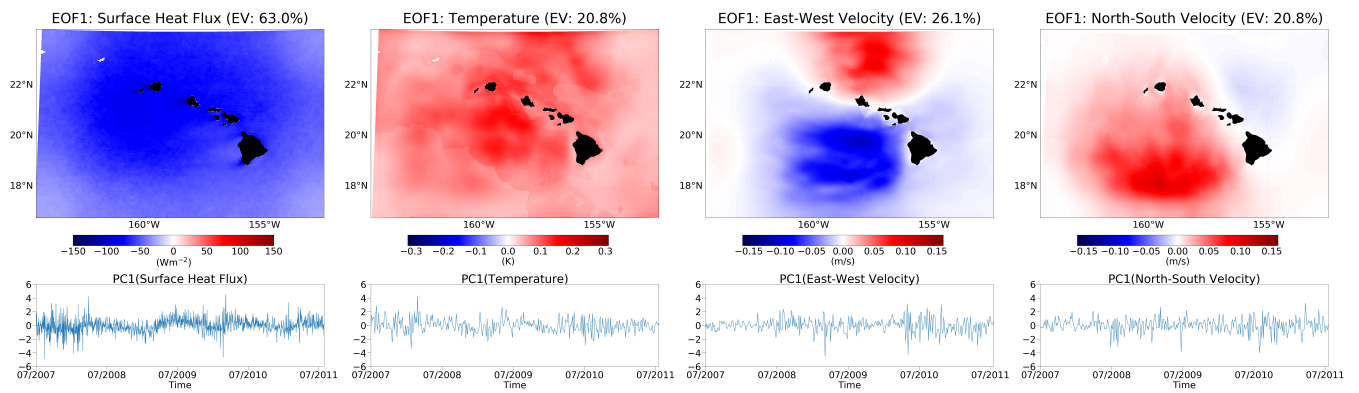 EOF1: Surface Heat Flux (EV: 63.0%)
22°N
20°N
18°N
160°W 155°W
−150 −100 −50 0 50 100 150
(Wm⁻²)
PC1(Surface Heat Flux)
6
4
2
0
−2
−4
−6
07/2007 07/2008 07/2009 07/2010 07/2011
Time
EOF1: Temperature (EV: 20.8%)
22°N
20°N
18°N
160°W 155°W
−0.3 −0.2 −0.1 0.0 0.1 0.2 0.3
(K)
PC1(Temperature)
6
4
2
0
−2
−4
−6
07/2007 07/2008 07/2009 07/2010 07/2011
Time
EOF1: East-West Velocity (EV: 26.1%)
22°N
20°N
18°N
160°W 155°W
−0.15 −0.10 −0.05 0.00 0.05 0.10 0.15
(m/s)
PC1(East-West Velocity)
6
4
2
0
−2
−4
−6
07/2007 07/2008 07/2009 07/2010 07/2011
Time
EOF1: North-South Velocity (EV: 20.8%)
22°N
20°N
18°N
160°W 155°W
−0.15 −0.10 −0.05 0.00 0.05 0.10 0.15
(m/s)
PC1(North-South Velocity)
6
4
2
0
−2
−4
−6
07/2007 07/2008 07/2009 07/2010 07/2011
Time